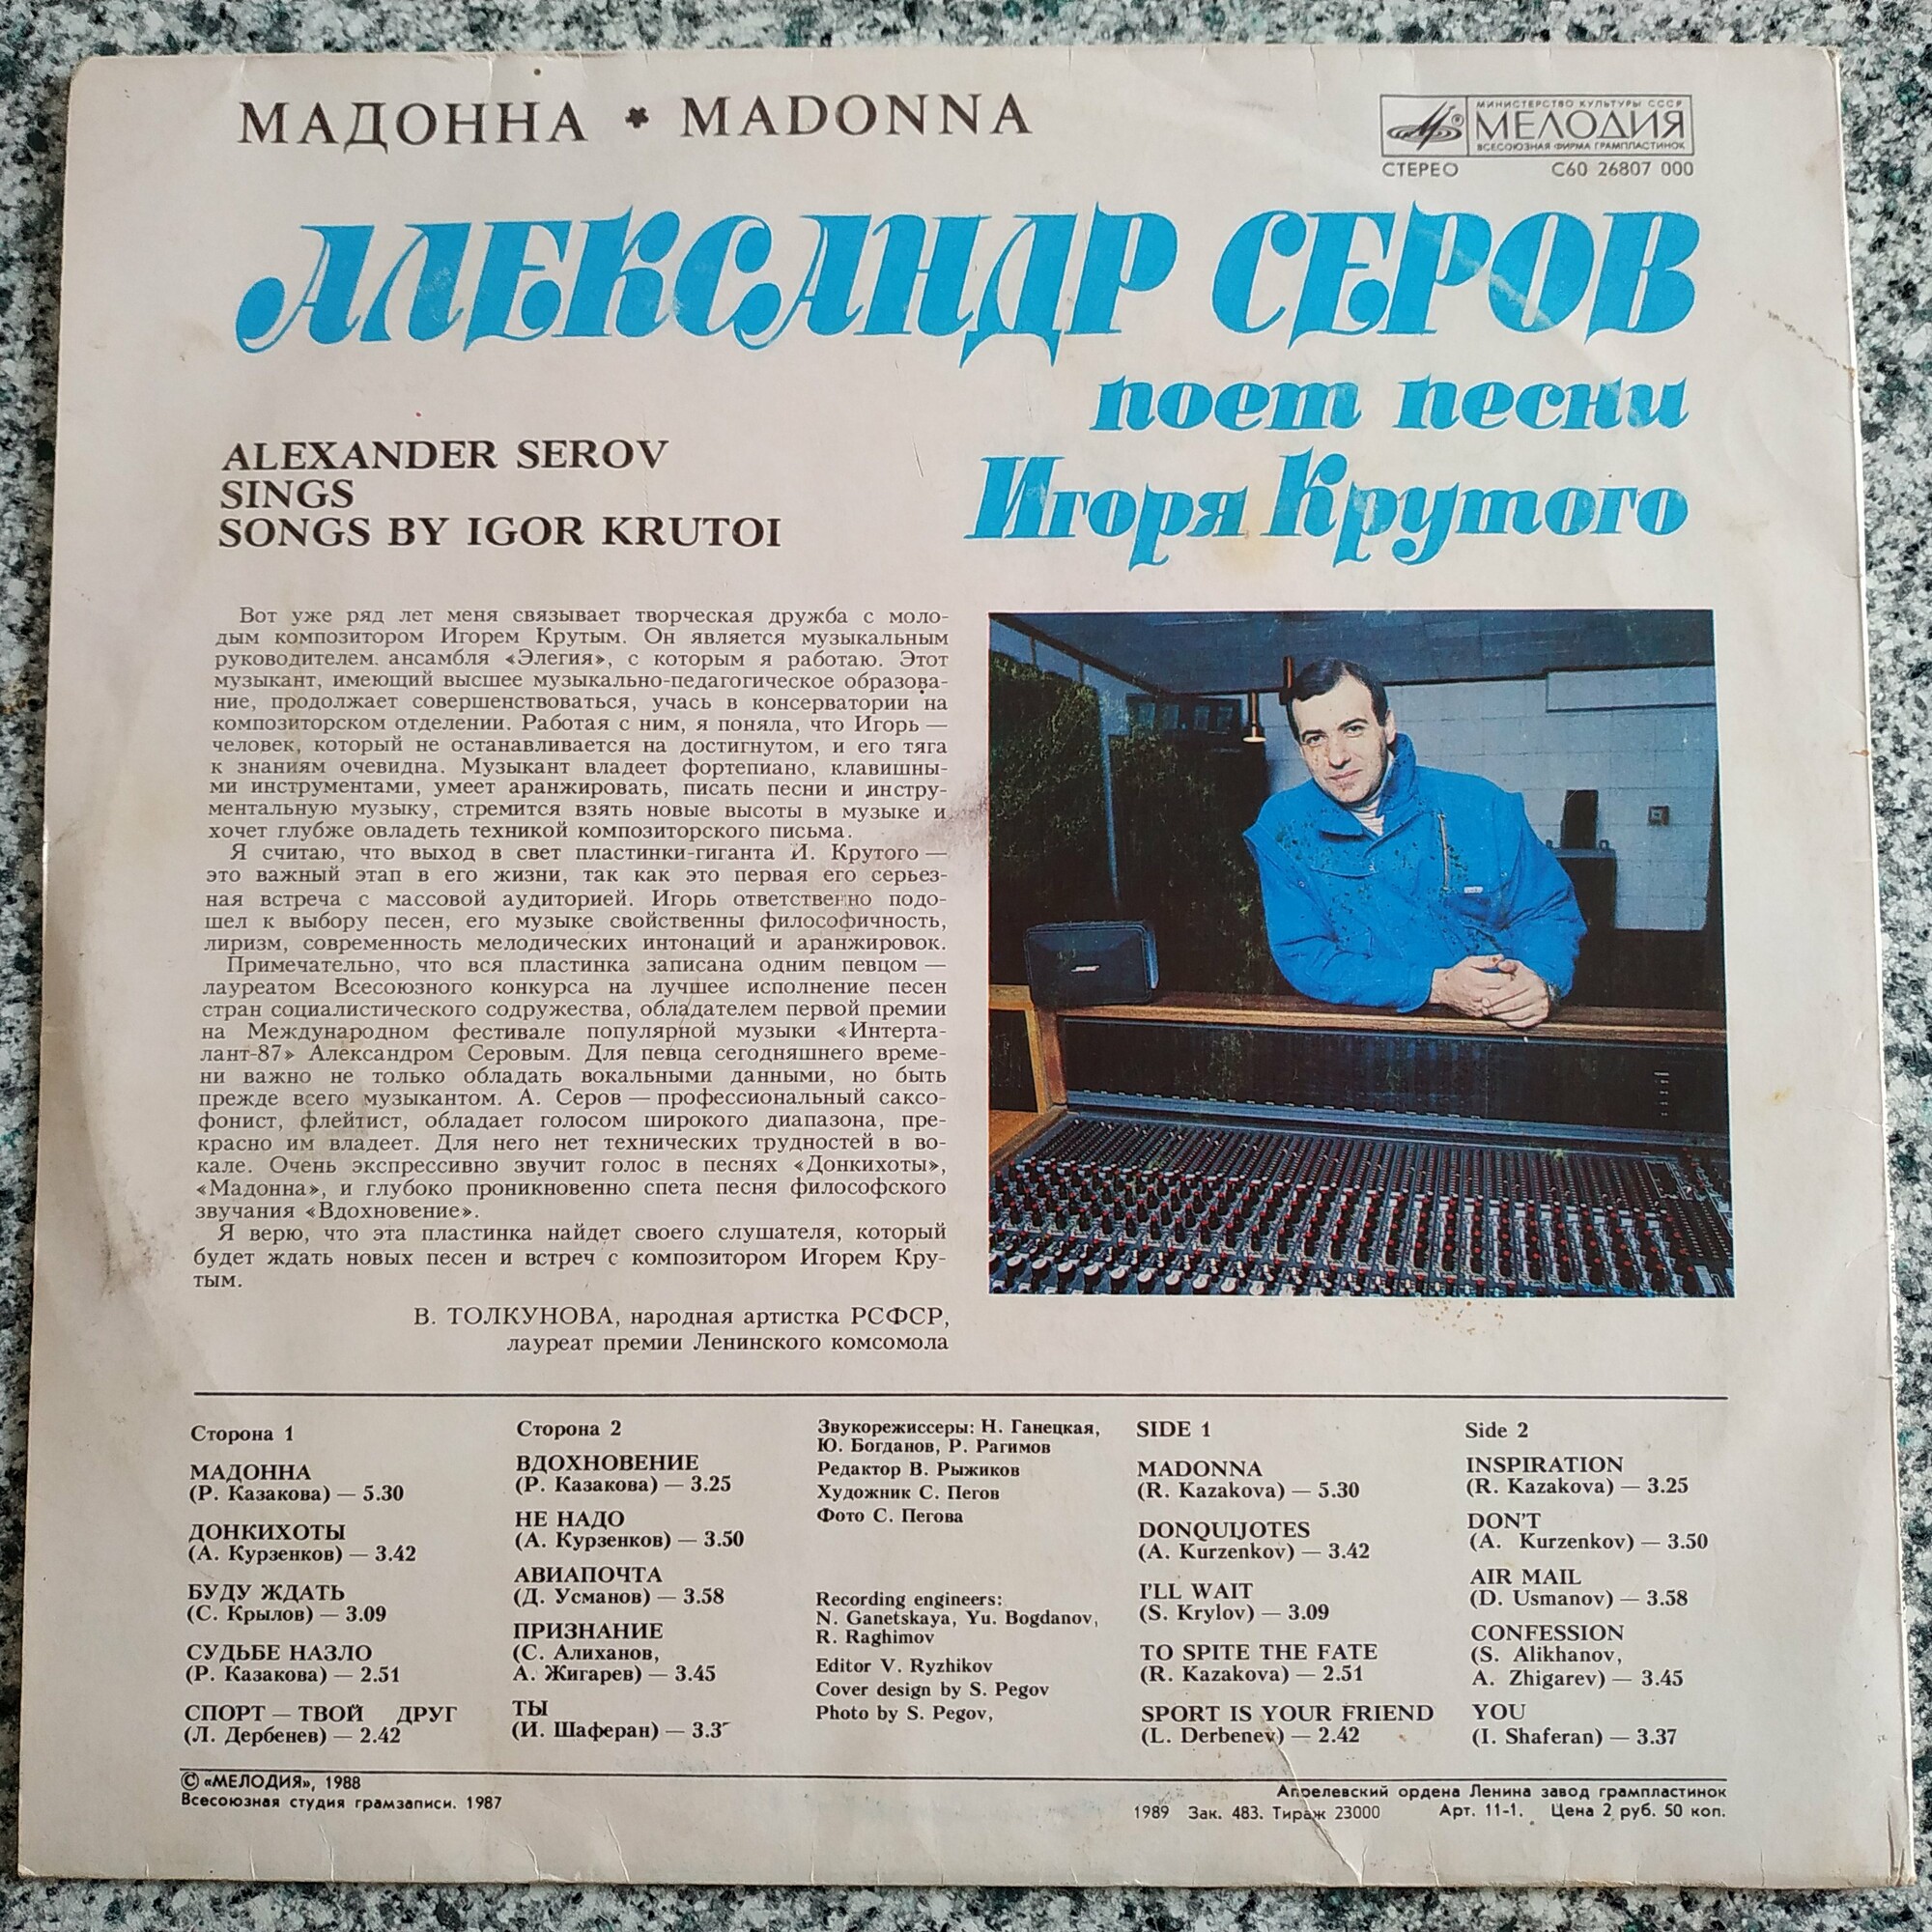 МАДОННА * MADONNA
МИНИСТЕРСТВО КУЛЬТУРЫ СССР
МЕЛОДИЯ
ВСЕСОЮЗНАЯ ФИРМА ГРАМПЛАСТИНОК
СТЕРЕО С60 26807 000
АЛЕКСАНДР СЕРОВ
поет песни
Игоря Крутого
ALEXANDER SEROV
SINGS
SONGS BY IGOR KRUTOI
Вот уже ряд лет меня связывает творческая дружба с моло-
дым композитором Игорем Крутым. Он является музыкальным
руководителем ансамбля «Элегия», с которым я работаю. Этот
музыкант, имеющий высшее музыкально-педагогическое образова-
ние, продолжает совершенствоваться, учась в консерватории на
композиторском отделении. Работая с ним, я поняла, что Игорь —
человек, который не останавливается на достигнутом, и его тяга
к знаниям очевидна. Музыкант владеет фортепиано, клавишны-
ми инструментами, умеет аранжировать, писать песни и инстру-
ментальную музыку, стремится взять новые высоты в музыке и
хочет глубже овладеть техникой композиторского письма.
Я считаю, что выход в свет пластинки-гиганта И. Крутого —
это важный этап в его жизни, так как это первая его серьез-
ная встреча с массовой аудиторией. Игорь ответственно подо-
шел к выбору песен, его музыке свойственны философичность,
лиризм, современность мелодических интонаций и аранжировок.
Примечательно, что вся пластинка записана одним певцом —
лауреатом Всесоюзного конкурса на лучшее исполнение песен
стран социалистического содружества, обладателем первой премии
на Международном фестивале популярной музыки «Интерта-
лант-87» Александром Серовым. Для певца сегодняшнего време-
ни важно не только обладать вокальными данными, но быть
прежде всего музыкантом. А. Серов — профессиональный саксо-
фонист, флейтист, обладает голосом широкого диапазона, пре-
красно им владеет. Для него нет технических трудностей в во-
кале. Очень экспрессивно звучит голос в песнях «Донкихоты»,
«Мадонна», и глубоко проникновенно спета песня философского
звучания «Вдохновение».
Я верю, что эта пластинка найдет своего слушателя, который
будет ждать новых песен и встреч с композитором Игорем Кру-
тым.
В. ТОЛКУНОВА, народная артистка РСФСР,
лауреат премии Ленинского комсомола
BOSE
Сторона 1
МАДОННА
(Р. Казакова) — 5.30
ДОНКИХОТЫ
(А. Курзенков) — 3.42
БУДУ ЖДАТЬ
(С. Крылов) — 3.09
СУДЬБЕ НАЗЛО
(Р. Казакова) — 2.51
СПОРТ — ТВОЙ ДРУГ
(Л. Дербенев) — 2.42
Сторона 2
ВДОХНОВЕНИЕ
(Р. Казакова) — 3.25
НЕ НАДО
(А. Курзенков) — 3.50
АВИАПОЧТА
(Д. Усманов) — 3.58
ПРИЗНАНИЕ
(С. Алиханов,
А. Жигарев) — 3.45
ТЫ
(И. Шаферан) —
Звукорежиссеры: Н. Ганецкая,
Ю. Богданов, Р. Рагимов
Редактор В. Рыжиков
Художник С. Пегов
Фото С. Пегова
Recording engineers:
N. Ganetskaya, Yu. Bogdanov,
R. Raghimov
Editor V. Ryzhikov
Cover design by S. Pegov
Photo by S. Pegov,
SIDE 1
MADONNA
(R. Kazakova) — 5.30
DONQUIJOTES
(A. Kurzenkov) — 3.42
I'LL WAIT
(S. Krylov) — 3.09
TO SPITE THE FATE
(R. Kazakova) — 2.51
SPORT IS YOUR FRIEND
(L. Derbenev) — 2.42
Side 2
INSPIRATION
(R. Kazakova) — 3.25
DON'T
(A. Kurzenkov) — 3.50
AIR MAIL
(D. Usmanov) — 3.58
CONFESSION
(S. Alikhanov,
A. Zhigarev) — 3.45
YOU
(I. Shaferan) — 3.37
© «МЕЛОДИЯ», 1988
Всесоюзная студия грамзаписи. 1987
Апрелевский ордена Ленина завод грампластинок
1989 Зак. 483. Тираж 23000 Арт. 11-1. Цена 2 руб. 50 коп.